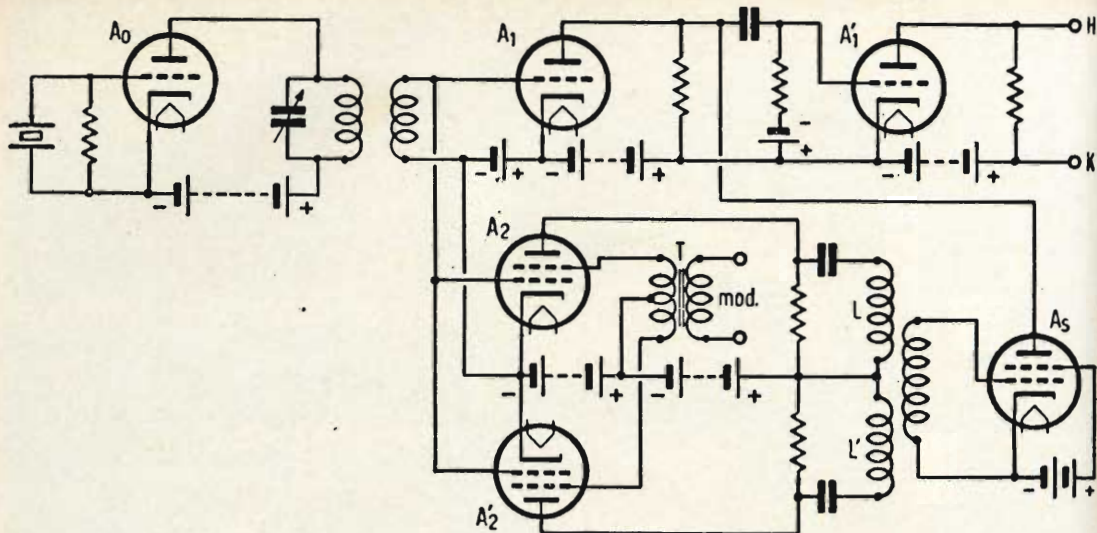 A₀
A₁
A'₁
H
K
- +
- +
- +
-
+
- +
A₂
T
mod.
L
Aₛ
- +
- +
L'
- +
A'₂